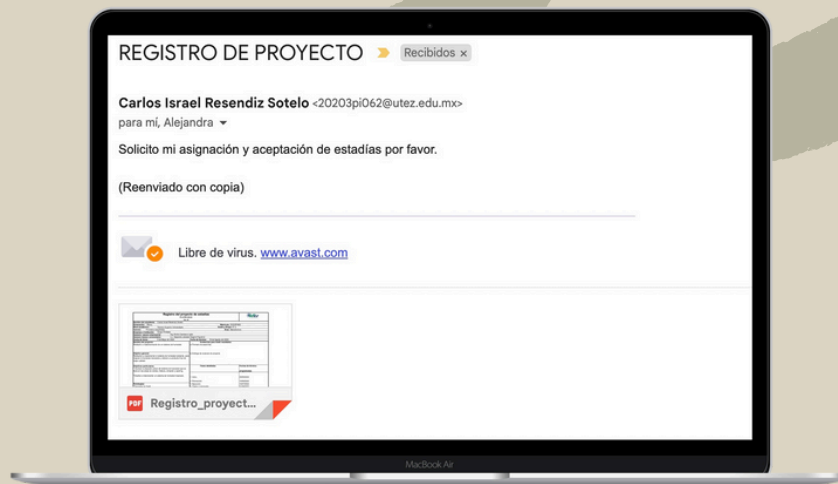 REGISTRO DE PROYECTO Recibidos x
Carlos Israel Resendiz Sotelo <20203pi062@utez.edu.mx>
para mí, Alejandra
Solicito mi asignación y aceptación de estadías por favor.
(Reenviado con copia)
Libre de virus. www.avast.com
Registro del proyecto de estadías
PDF Registro_proyect...
MacBook Air